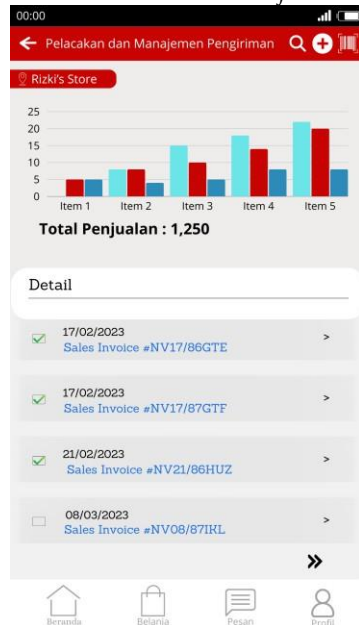 00:00
Pelacakan dan Manajemen Pengiriman
Rizki's Store
25
20
15
10
5
0
Item 1 Item 2 Item 3 Item 4 Item 5
Total Penjualan : 1,250
Detail
17/02/2023
Sales Invoice #NV17/86GTE
>
17/02/2023
Sales Invoice #NV17/87GTF
>
21/02/2023
Sales Invoice #NV21/86HUZ
>
08/03/2023
Sales Invoice #NV08/87IKL
>
»
Beranda Belanja Pesan Profil